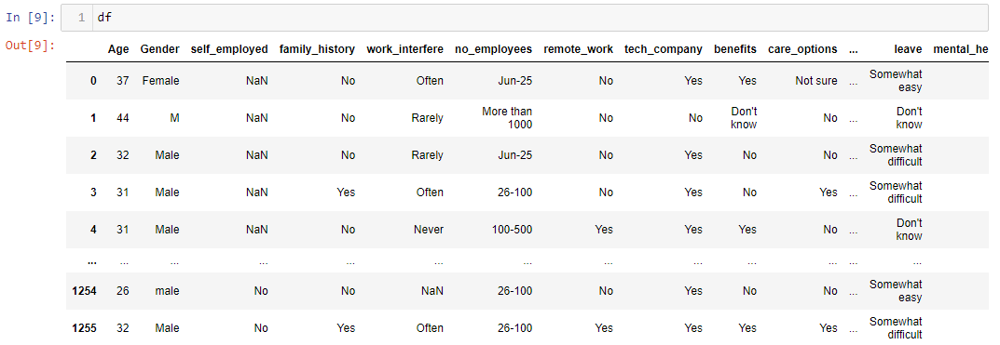 In [9]: 1 df
Out[9]:
Age Gender self_employed family_history work_interfere no_employees remote_work tech_company benefits care_options ... leave mental_he
0 37 Female NaN No Often Jun-25 No Yes Yes Not sure ... Somewhat easy
1 44 M NaN No Rarely More than 1000 No No Don't know No ... Don't know
2 32 Male NaN No Rarely Jun-25 No Yes No No ... Somewhat difficult
3 31 Male NaN Yes Often 26-100 No Yes No Yes ... Somewhat difficult
4 31 Male NaN No Never 100-500 Yes Yes Yes No ... Don't know
... ... ... ... ... ... ... ... ... ... ... ... ...
1254 26 male No No NaN 26-100 No Yes No No ... Somewhat easy
1255 32 Male No Yes Often 26-100 Yes Yes Yes Yes ... Somewhat difficult